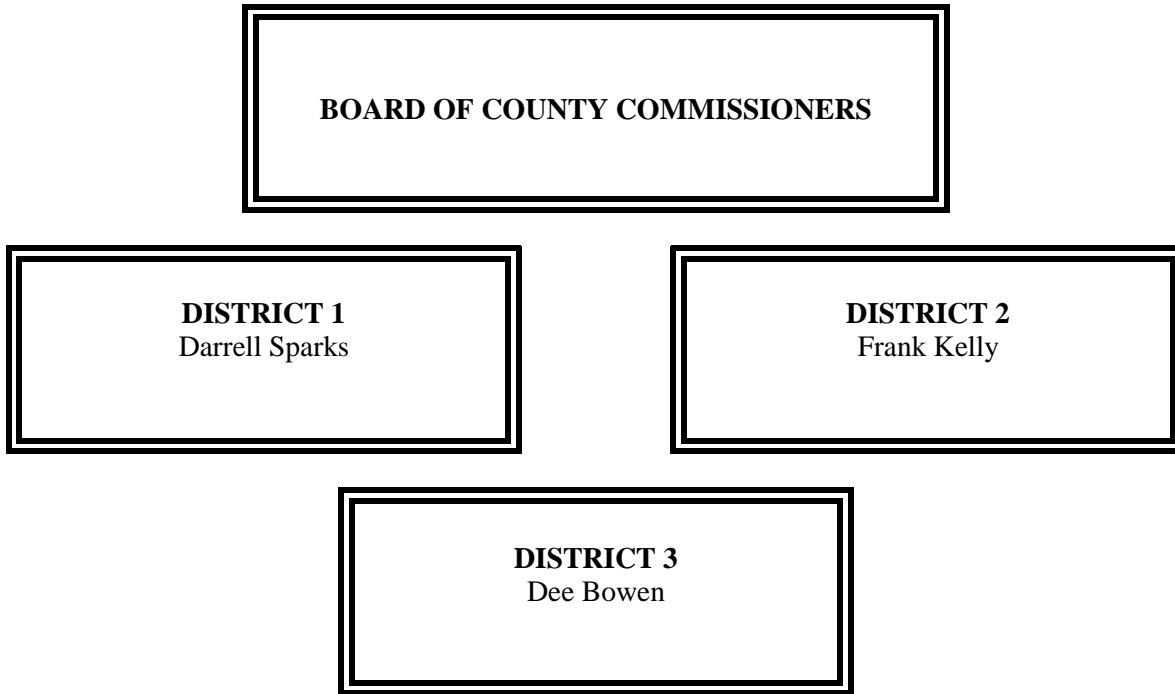 BOARD OF COUNTY COMMISSIONERS
DISTRICT 1
Darrell Sparks
DISTRICT 2
Frank Kelly
DISTRICT 3
Dee Bowen